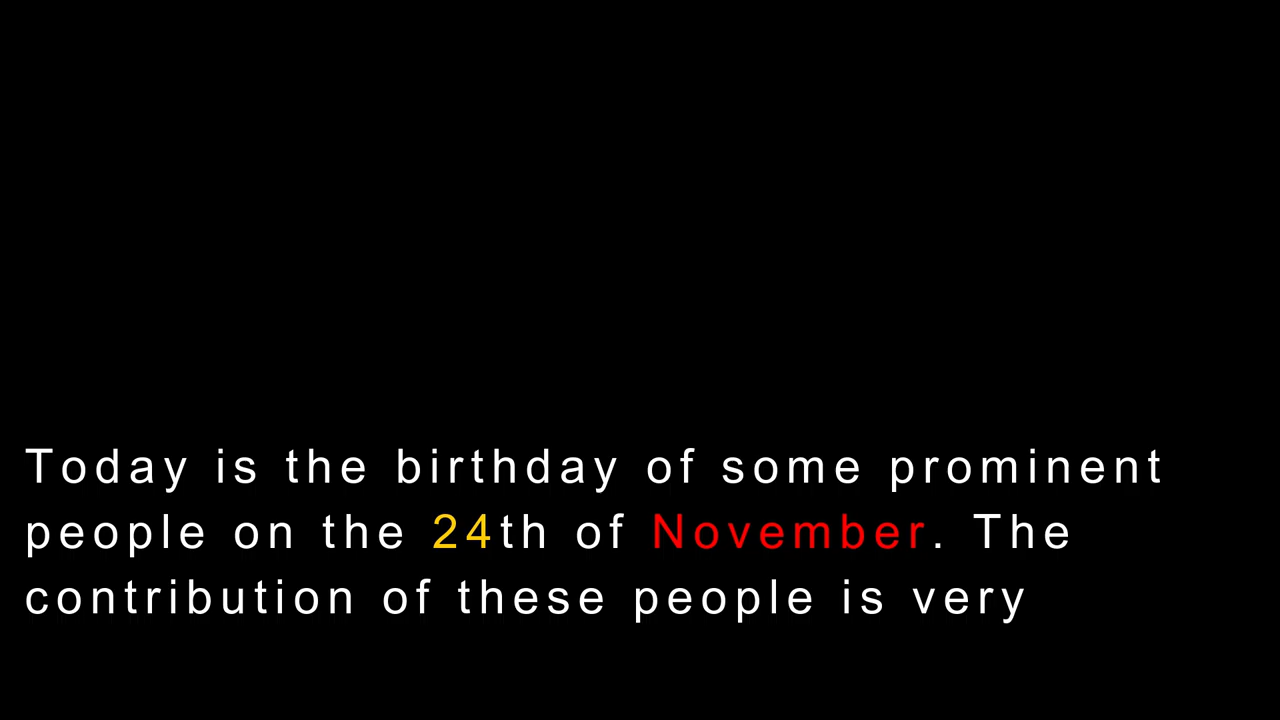 Today is the birthday of some prominent
people on the 24th of November. The
contribution of these people is very